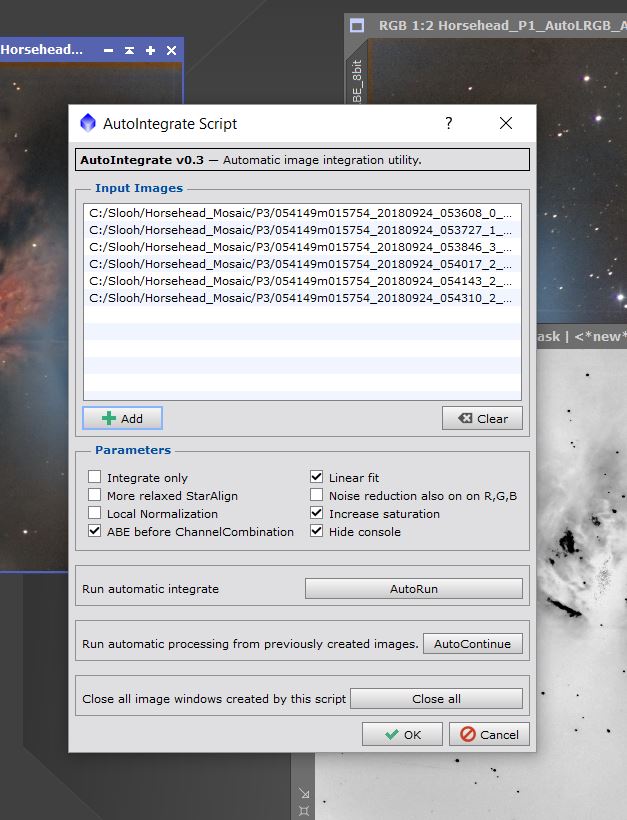 Horsehead...
RGB 1:2 Horsehead_P1_AutoLRGB_A
BE_8bit
AutoIntegrate Script
?
AutoIntegrate v0.3 — Automatic image integration utility.
Input Images
C:/Slooh/Horsehead_Mosaic/P3/054149m015754_20180924_053608_0_...
C:/Slooh/Horsehead_Mosaic/P3/054149m015754_20180924_053727_1_...
C:/Slooh/Horsehead_Mosaic/P3/054149m015754_20180924_053846_3_...
C:/Slooh/Horsehead_Mosaic/P3/054149m015754_20180924_054017_2_...
C:/Slooh/Horsehead_Mosaic/P3/054149m015754_20180924_054143_2_...
C:/Slooh/Horsehead_Mosaic/P3/054149m015754_20180924_054310_2_...
ask | <*new*
Add
Clear
Parameters
Integrate only
Linear fit
More relaxed StarAlign
Noise reduction also on on R,G,B
Local Normalization
Increase saturation
ABE before ChannelCombination
Hide console
Run automatic integrate
AutoRun
Run automatic processing from previously created images.
AutoContinue
Close all image windows created by this script
Close all
OK
Cancel